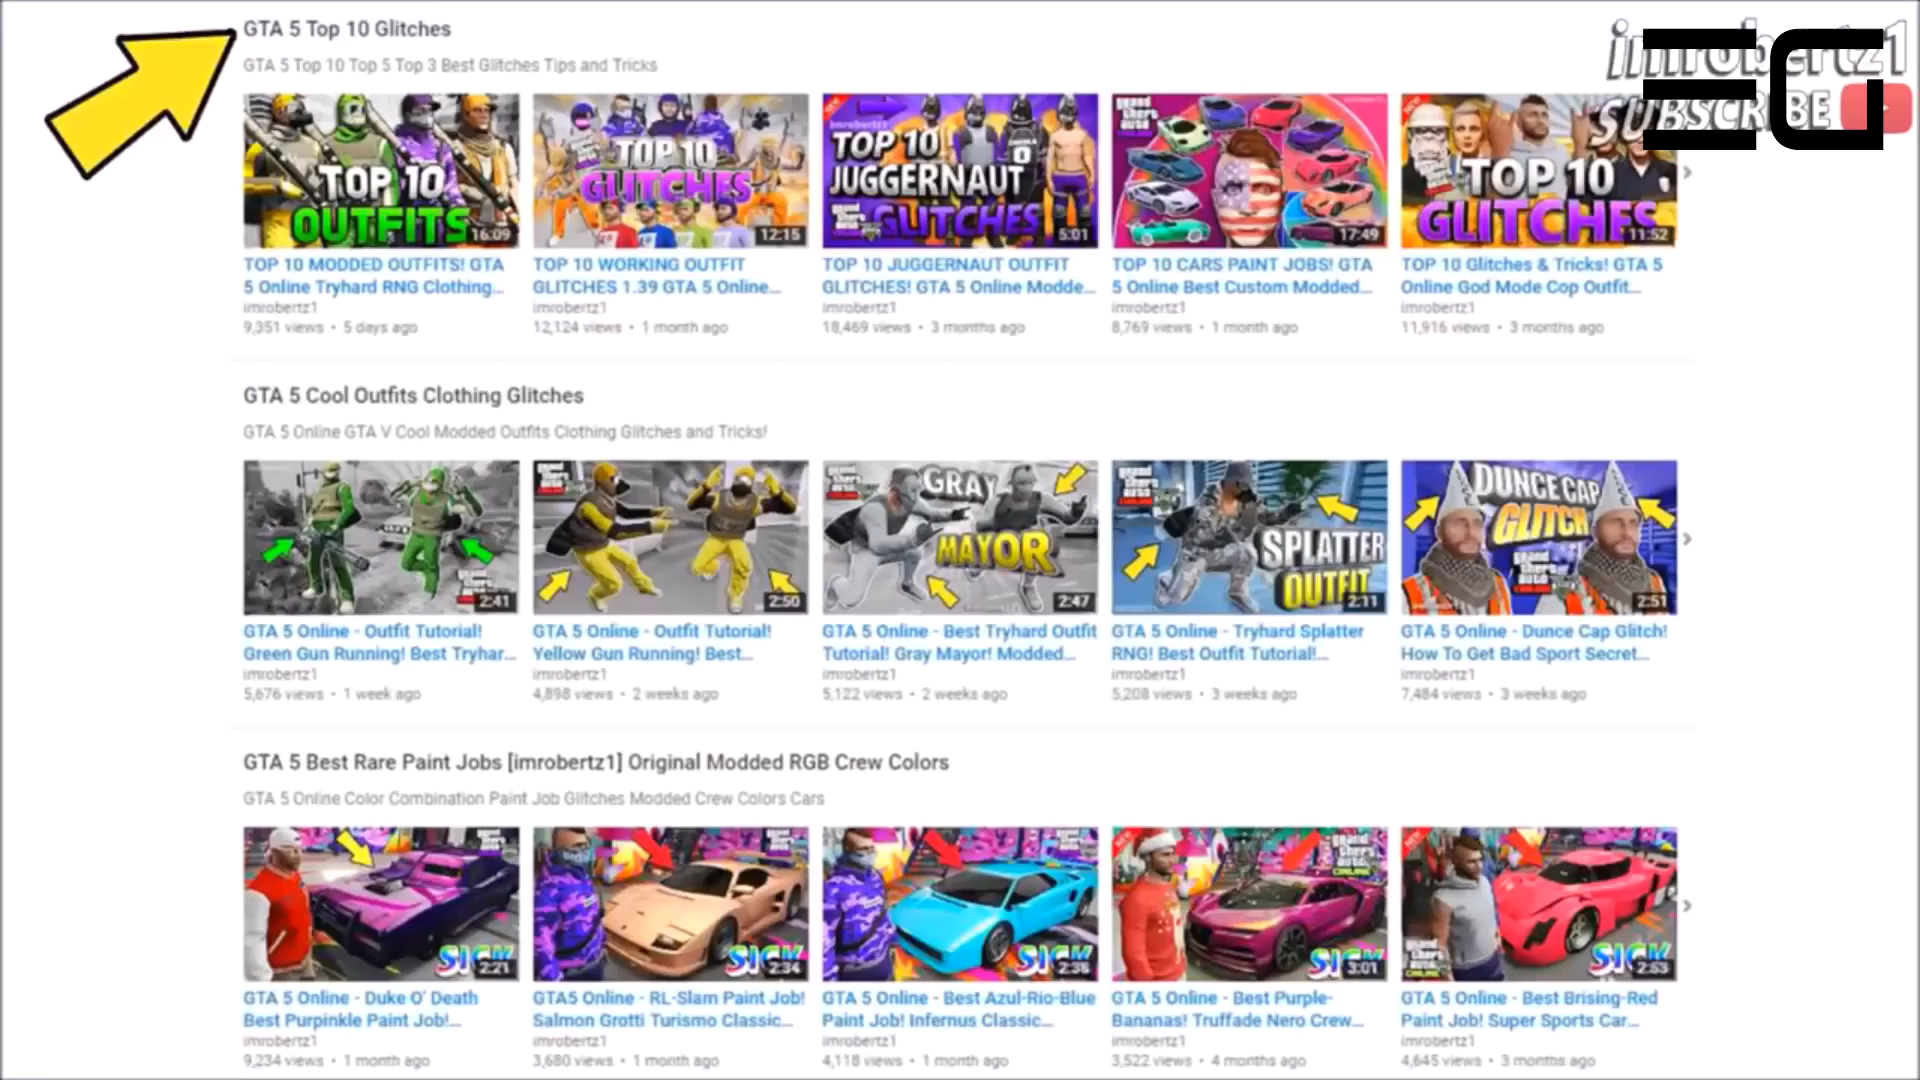 GTA 5 Top 10 Glitches
imrobertz1
SUBSCRIBE
EG
GTA 5 Top 10 Top 5 Top 3 Best Glitches Tips and Tricks
TOP 10
OUTFITS
16:09
TOP 10
GLITCHES
12:15
imrobertz1
TOP 10
JUGGERNAUT
GLITCHES
5:01
grand
theft
auto
17:49
TOP 10
GLITCHES
11:52
TOP 10 MODDED OUTFITS! GTA
5 Online Tryhard RNG Clothing...
imrobertz1
9,351 views • 5 days ago
TOP 10 WORKING OUTFIT
GLITCHES 1.39 GTA 5 Online...
imrobertz1
12,124 views • 1 month ago
TOP 10 JUGGERNAUT OUTFIT
GLITCHES! GTA 5 Online Modde...
imrobertz1
18,469 views • 3 months ago
TOP 10 CARS PAINT JOBS! GTA
5 Online Best Custom Modded...
imrobertz1
8,769 views • 1 month ago
TOP 10 Glitches & Tricks! GTA 5
Online God Mode Cop Outfit...
imrobertz1
11,916 views • 3 months ago
GTA 5 Cool Outfits Clothing Glitches
GTA 5 Online GTA V Cool Modded Outfits Clothing Glitches and Tricks!
2:41
2:50
GRAY
MAYOR
2:47
SPLATTER
OUTFIT
2:11
DUNCE CAP
GLITCH
grand
theft
auto
2:51
GTA 5 Online - Outfit Tutorial!
Green Gun Running! Best Tryhar...
imrobertz1
5,676 views • 1 week ago
GTA 5 Online - Outfit Tutorial!
Yellow Gun Running! Best...
imrobertz1
4,898 views • 2 weeks ago
GTA 5 Online - Best Tryhard Outfit
Tutorial! Gray Mayor! Modded...
imrobertz1
5,122 views • 2 weeks ago
GTA 5 Online - Tryhard Splatter
RNG! Best Outfit Tutorial!...
imrobertz1
5,208 views • 3 weeks ago
GTA 5 Online - Dunce Cap Glitch!
How To Get Bad Sport Secret...
imrobertz1
7,484 views • 3 weeks ago
GTA 5 Best Rare Paint Jobs [imrobertz1] Original Modded RGB Crew Colors
GTA 5 Online Color Combination Paint Job Glitches Modded Crew Colors Cars
SICK
2:21
SICK
2:34
SICK
2:38
SICK
3:01
SICK
2:53
GTA 5 Online - Duke O' Death
Best Purpinkle Paint Job!...
imrobertz1
9,234 views • 1 month ago
GTA5 Online - RL-Slam Paint Job!
Salmon Grotti Turismo Classic...
imrobertz1
3,680 views • 1 month ago
GTA 5 Online - Best Azul-Rio-Blue
Paint Job! Infernus Classic...
imrobertz1
4,118 views • 1 month ago
GTA 5 Online - Best Purple-
Bananas! Truffade Nero Crew...
imrobertz1
3,522 views • 4 months ago
GTA 5 Online - Best Brising-Red
Paint Job! Super Sports Car...
imrobertz1
4,645 views • 3 months ago